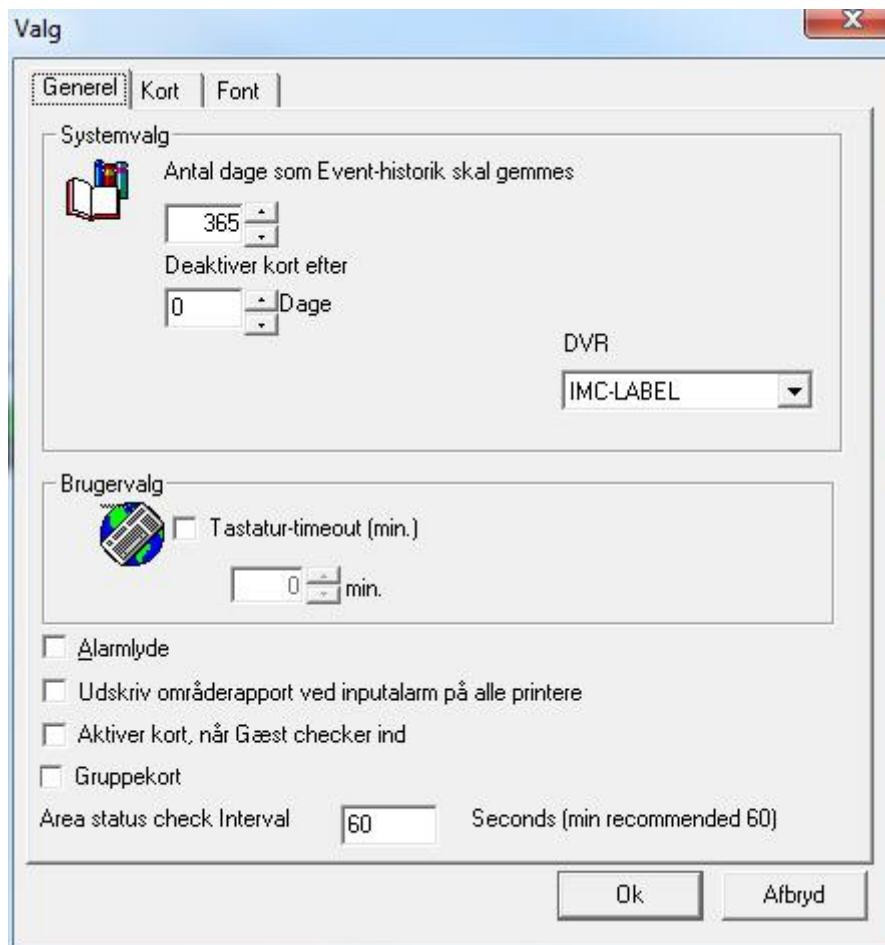 Valg
Generel Kort Font
Systemvalg
Antal dage som Event-historik skal gemmes
365
Deaktiver kort efter
0 Dage
DVR
IMC-LABEL
Brugervalg
Tastatur-timeout (min.)
0 min.
Alarmlyde
Udskriv områderapport ved inputalarm på alle printere
Aktiver kort, når Gæst checker ind
Gruppekort
Area status check Interval 60 Seconds (min recommended 60)
Ok Afbryd